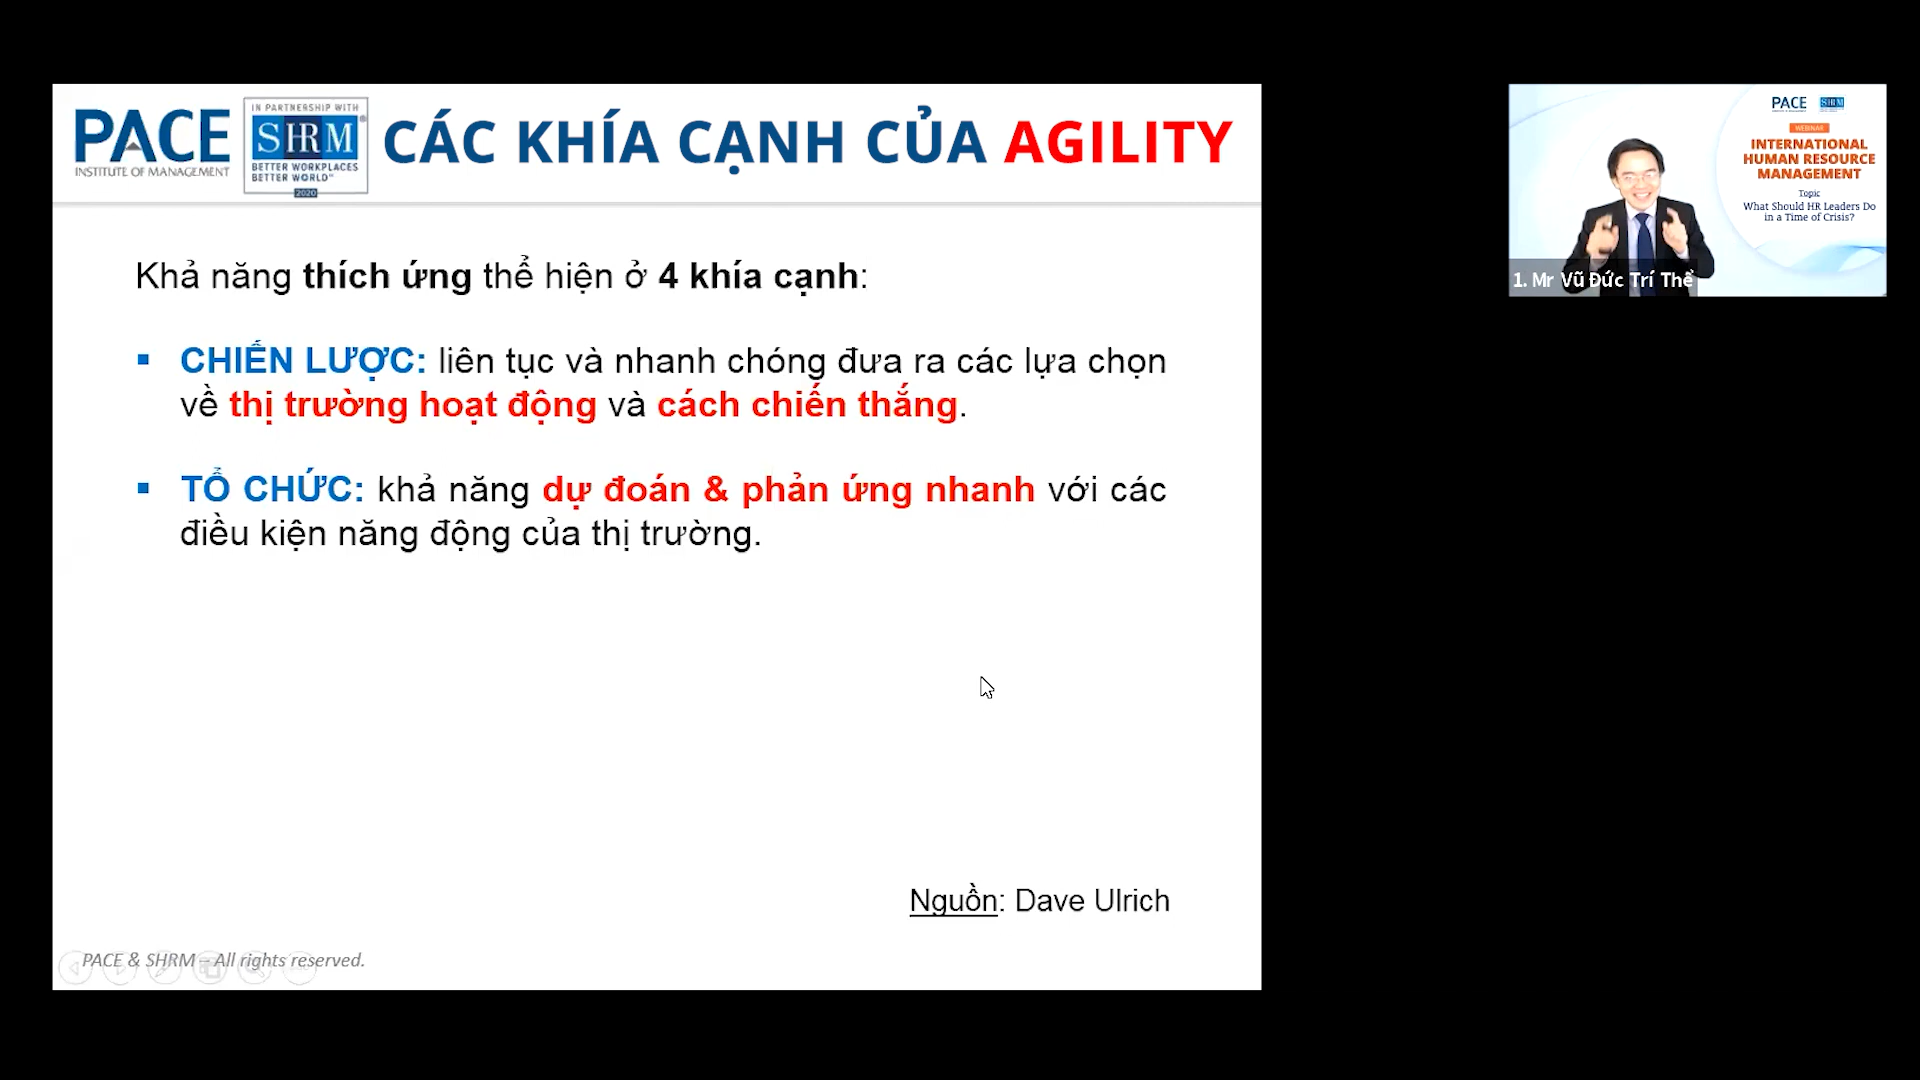 PACE
INSTITUTE OF MANAGEMENT
IN PARTNERSHIP WITH
SHRM®
BETTER WORKPLACES
BETTER WORLD™
2020
CÁC KHÍA CẠNH CỦA AGILITY
Khả năng thích ứng thể hiện ở 4 khía cạnh:
▪ CHIẾN LƯỢC: liên tục và nhanh chóng đưa ra các lựa chọn
về thị trường hoạt động và cách chiến thắng.
▪ TỔ CHỨC: khả năng dự đoán & phản ứng nhanh với các
điều kiện năng động của thị trường.
Nguồn: Dave Ulrich
PACE & SHRM – All rights reserved.
PACE SHRM
WEBINAR
INTERNATIONAL
HUMAN RESOURCE
MANAGEMENT
Topic
What Should HR Leaders Do
in a Time of Crisis?
1. Mr Vũ Đức Trí Thể